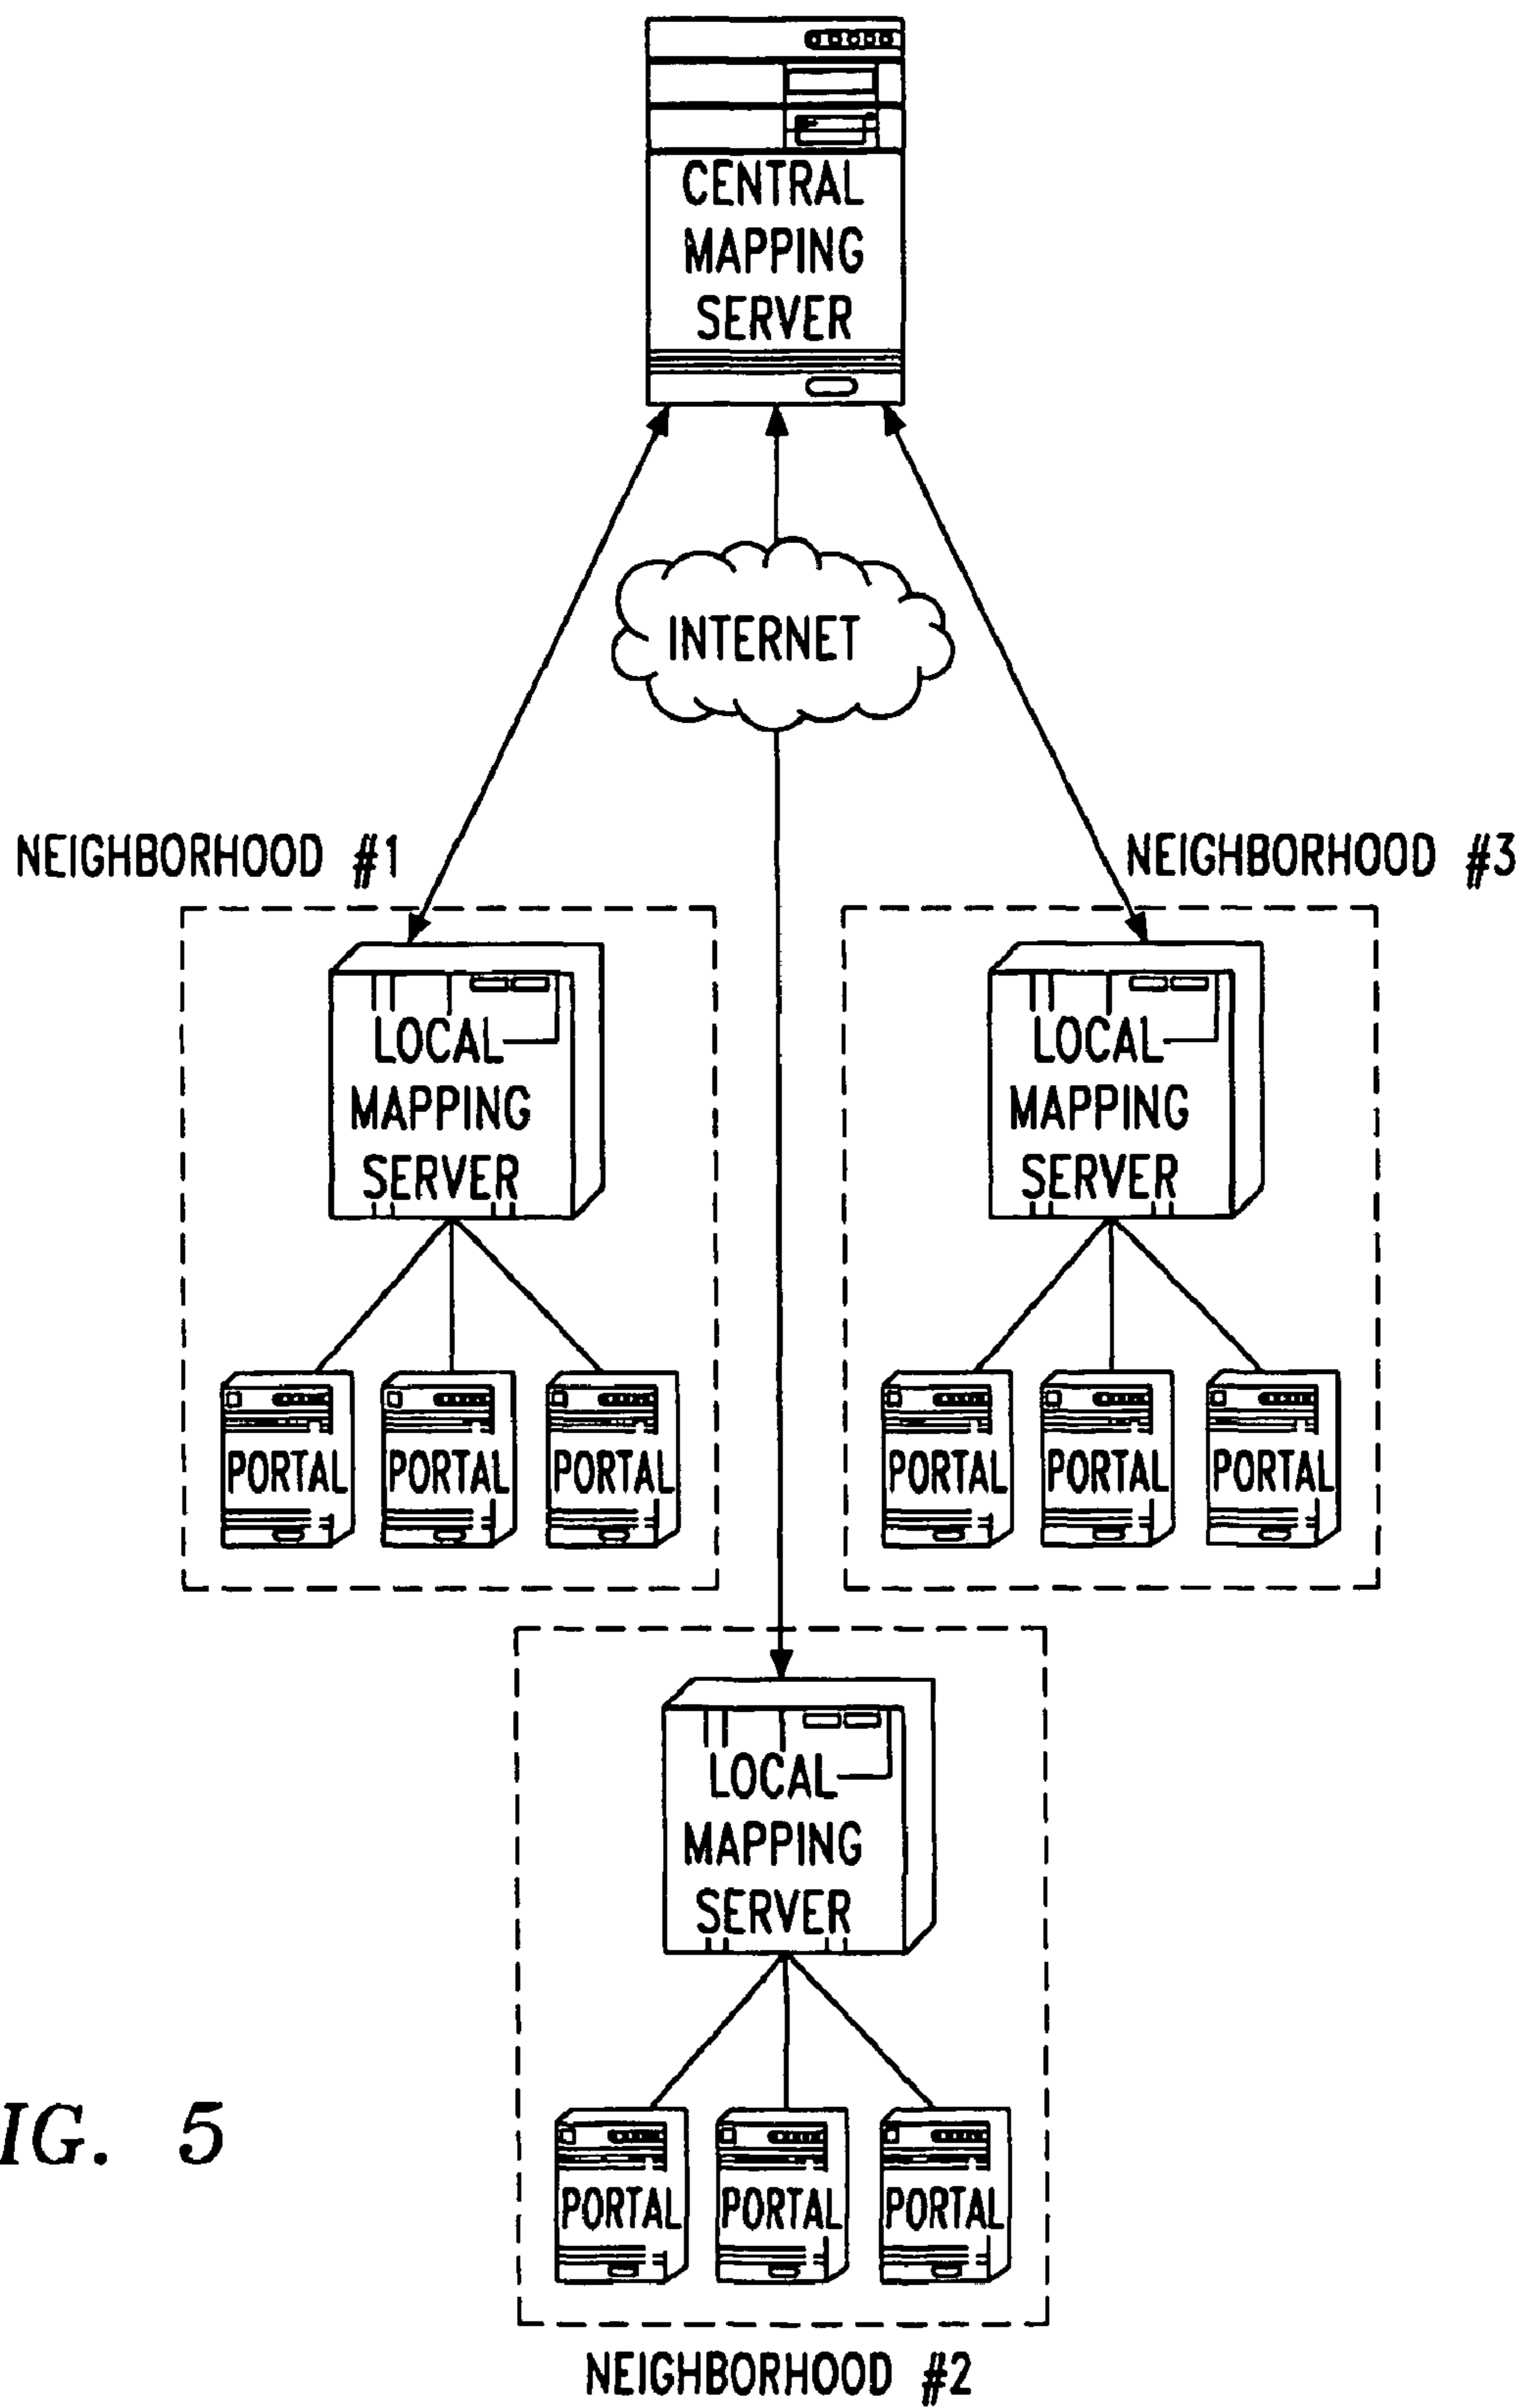 CENTRAL
MAPPING
SERVER
INTERNET
NEIGHBORHOOD #1
NEIGHBORHOOD #3
LOCAL
MAPPING
SERVER
LOCAL
MAPPING
SERVER
PORTAL PORTAL PORTAL
PORTAL PORTAL PORTAL
LOCAL
MAPPING
SERVER
IG. 5
PORTAL PORTAL PORTAL
NEIGHBORHOOD #2